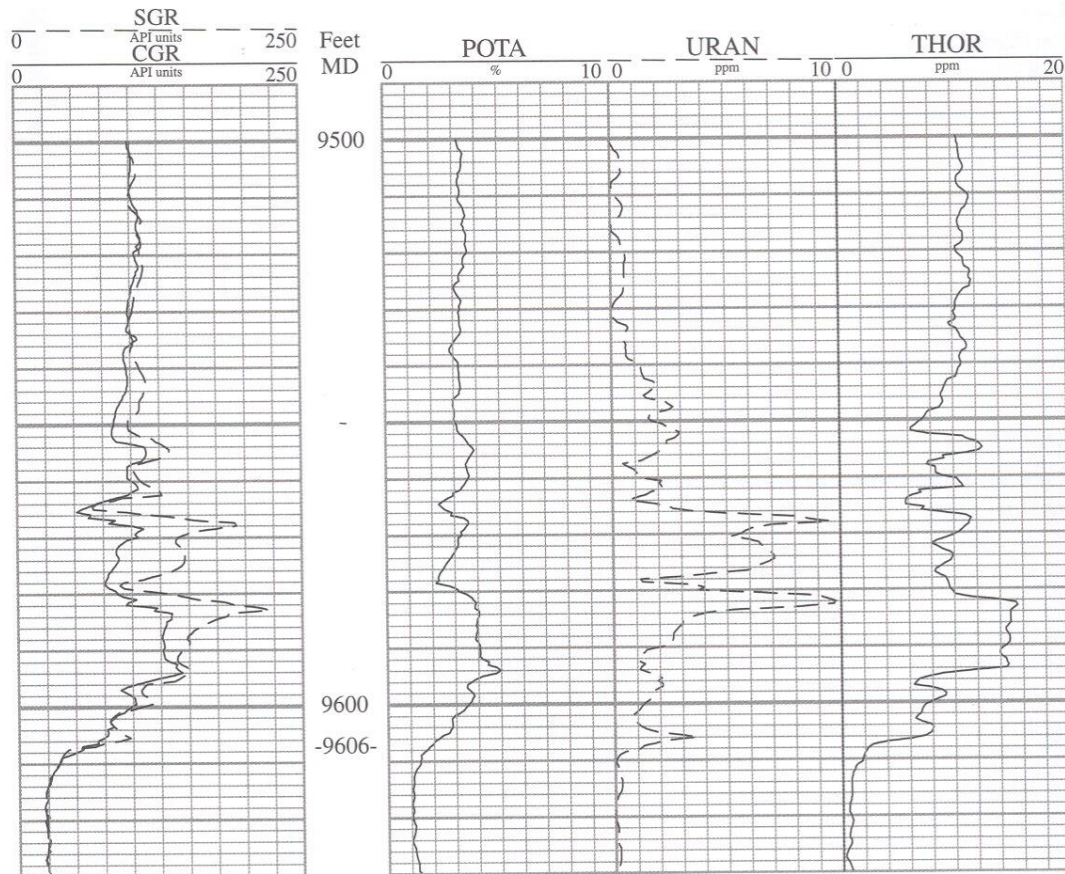 SGR
0 API units 250
CGR
0 API units 250
Feet
MD
POTA
0 % 10
URAN
0 ppm 10
THOR
0 ppm 20
9500
-
9600
-9606-